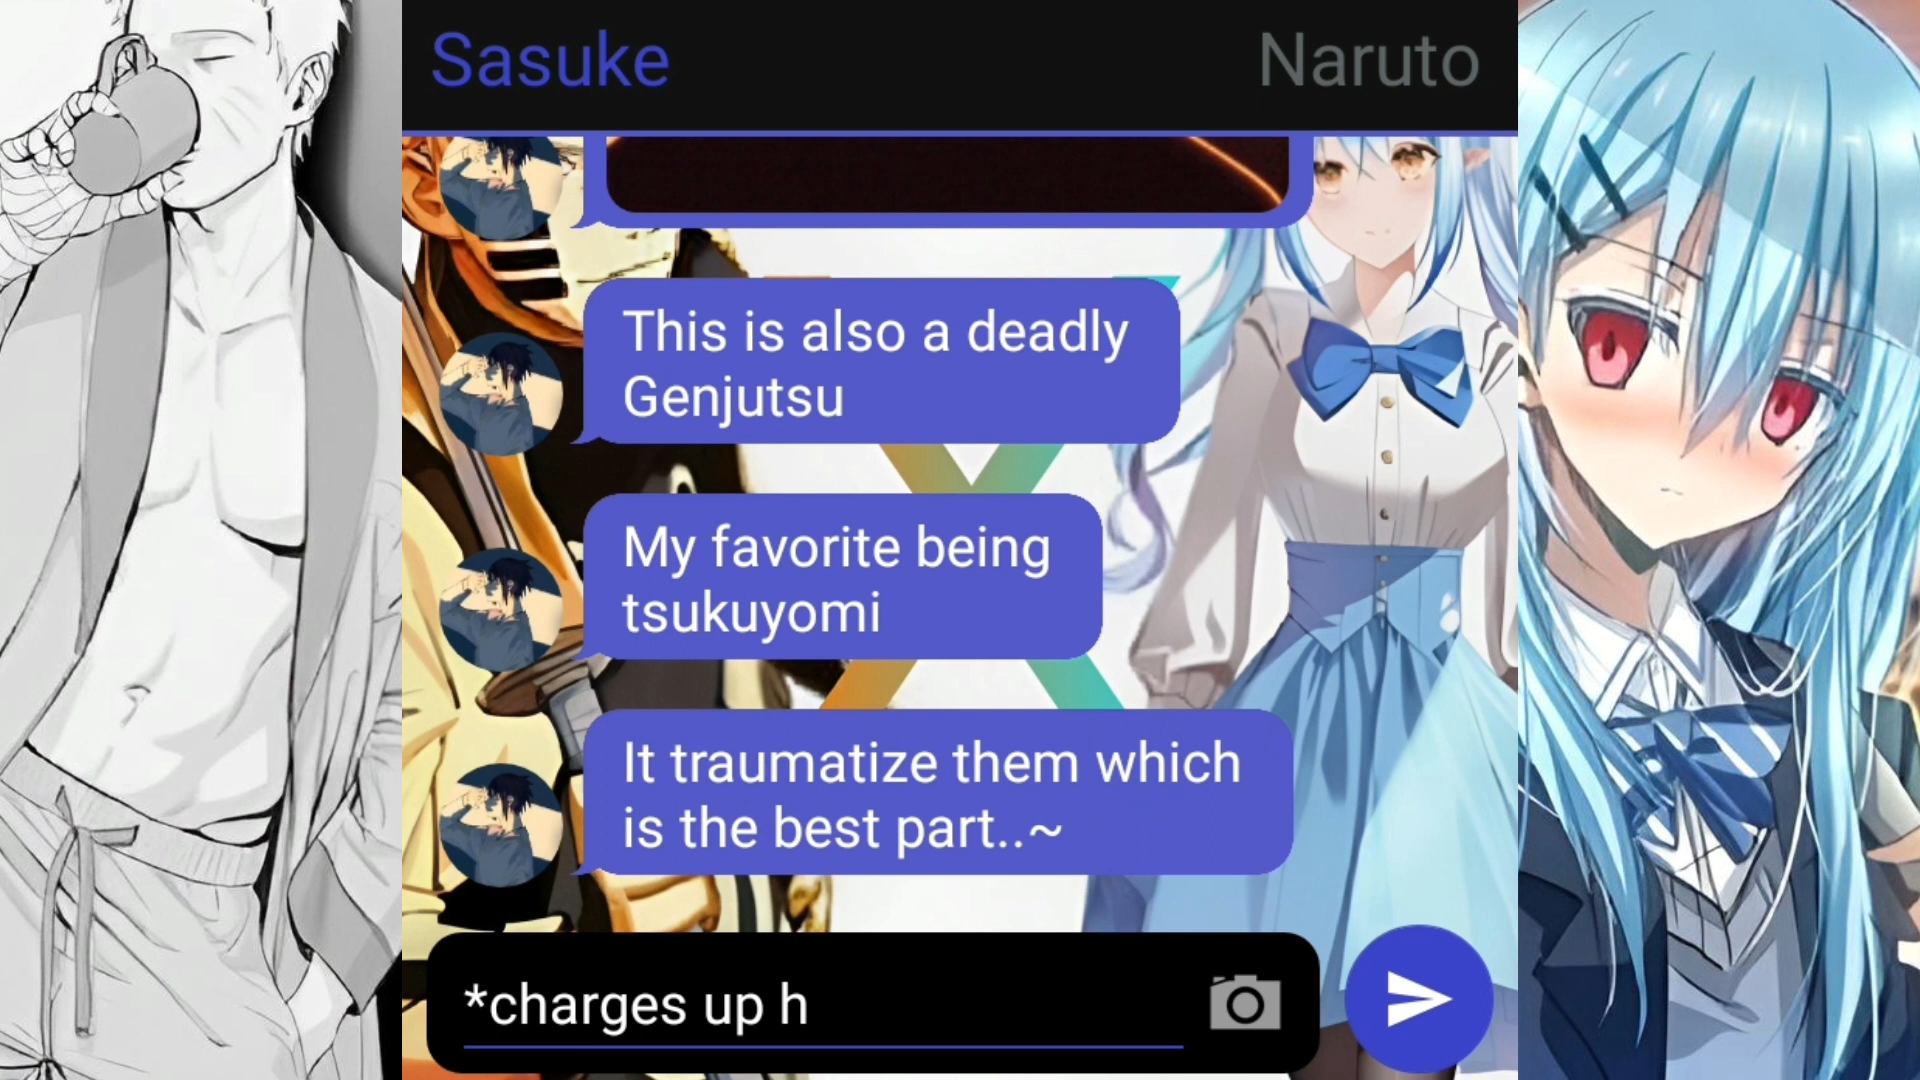 Sasuke
Naruto
This is also a deadly
Genjutsu
My favorite being
tsukuyomi
It traumatize them which
is the best part..~
*charges up h